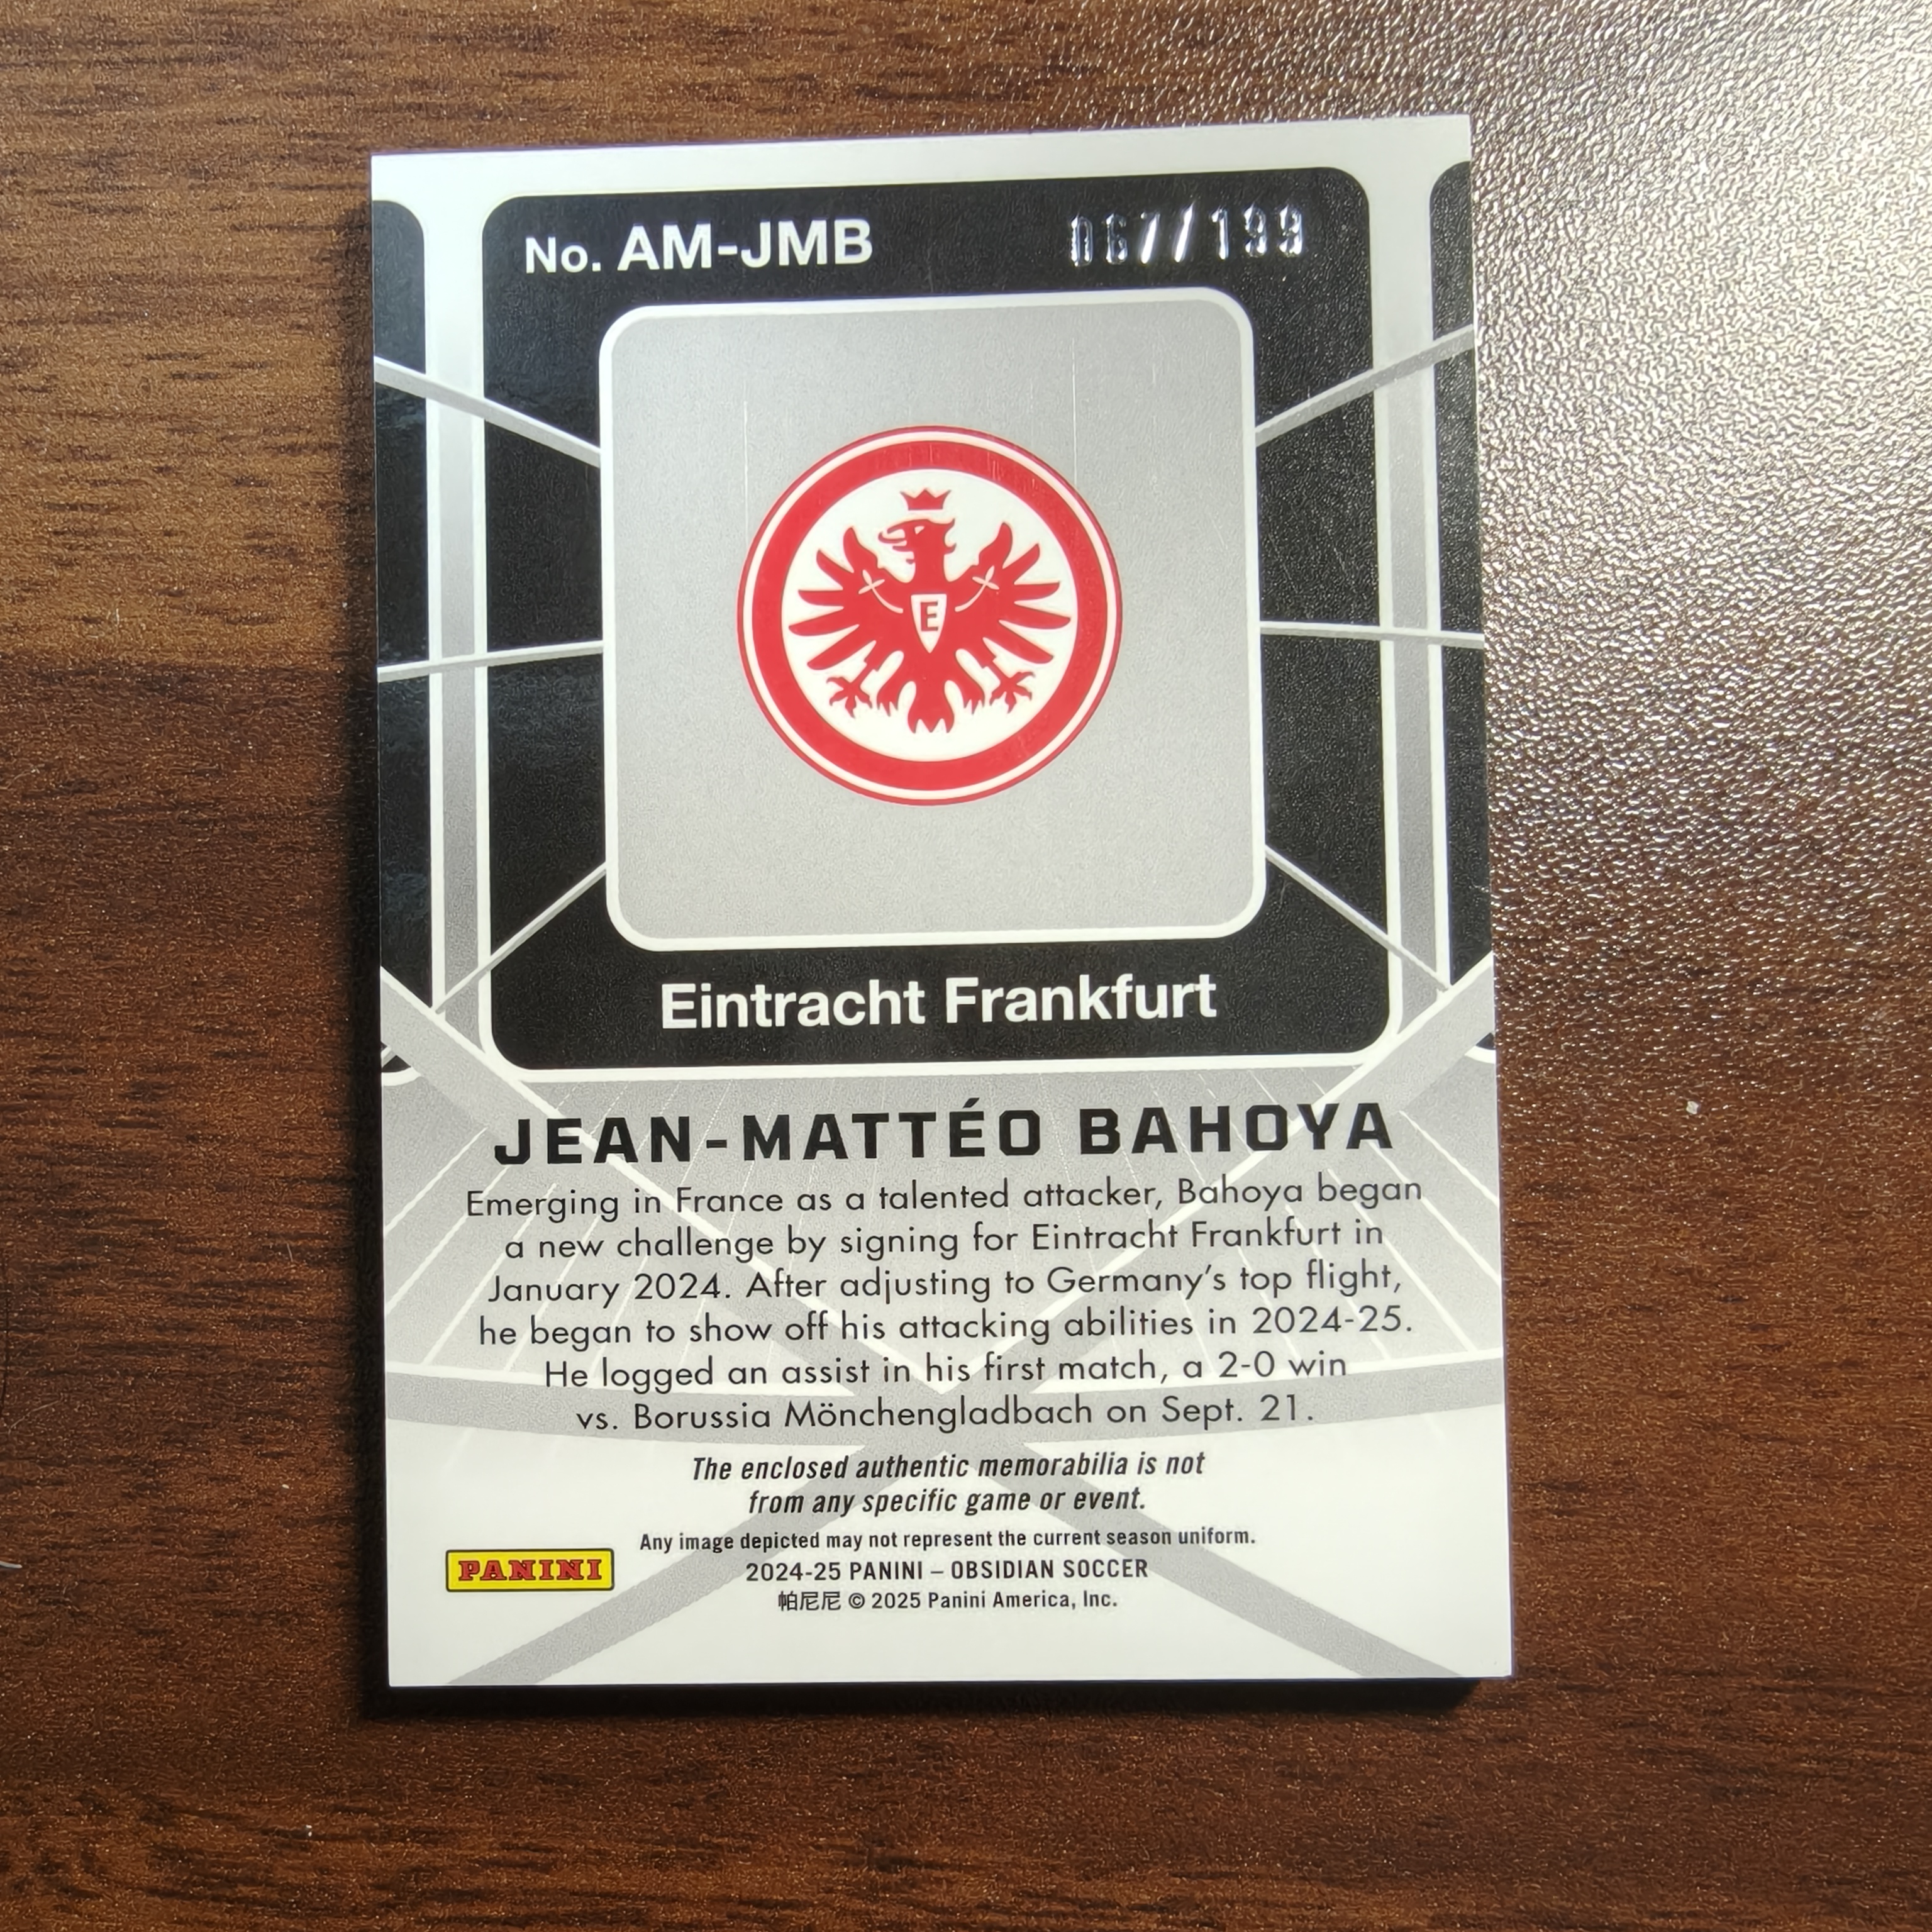 No. AM-JMB 067/199
E
Eintracht Frankfurt
JEAN-MATTÉO BAHOYA
Emerging in France as a talented attacker, Bahoya began
a new challenge by signing for Eintracht Frankfurt in
January 2024. After adjusting to Germany's top flight,
he began to show off his attacking abilities in 2024-25.
He logged an assist in his first match, a 2-0 win
vs. Borussia Mönchengladbach on Sept. 21.
The enclosed authentic memorabilia is not
from any specific game or event.
Any image depicted may not represent the current season uniform.
PANINI
2024-25 PANINI – OBSIDIAN SOCCER
帕尼尼 © 2025 Panini America, Inc.